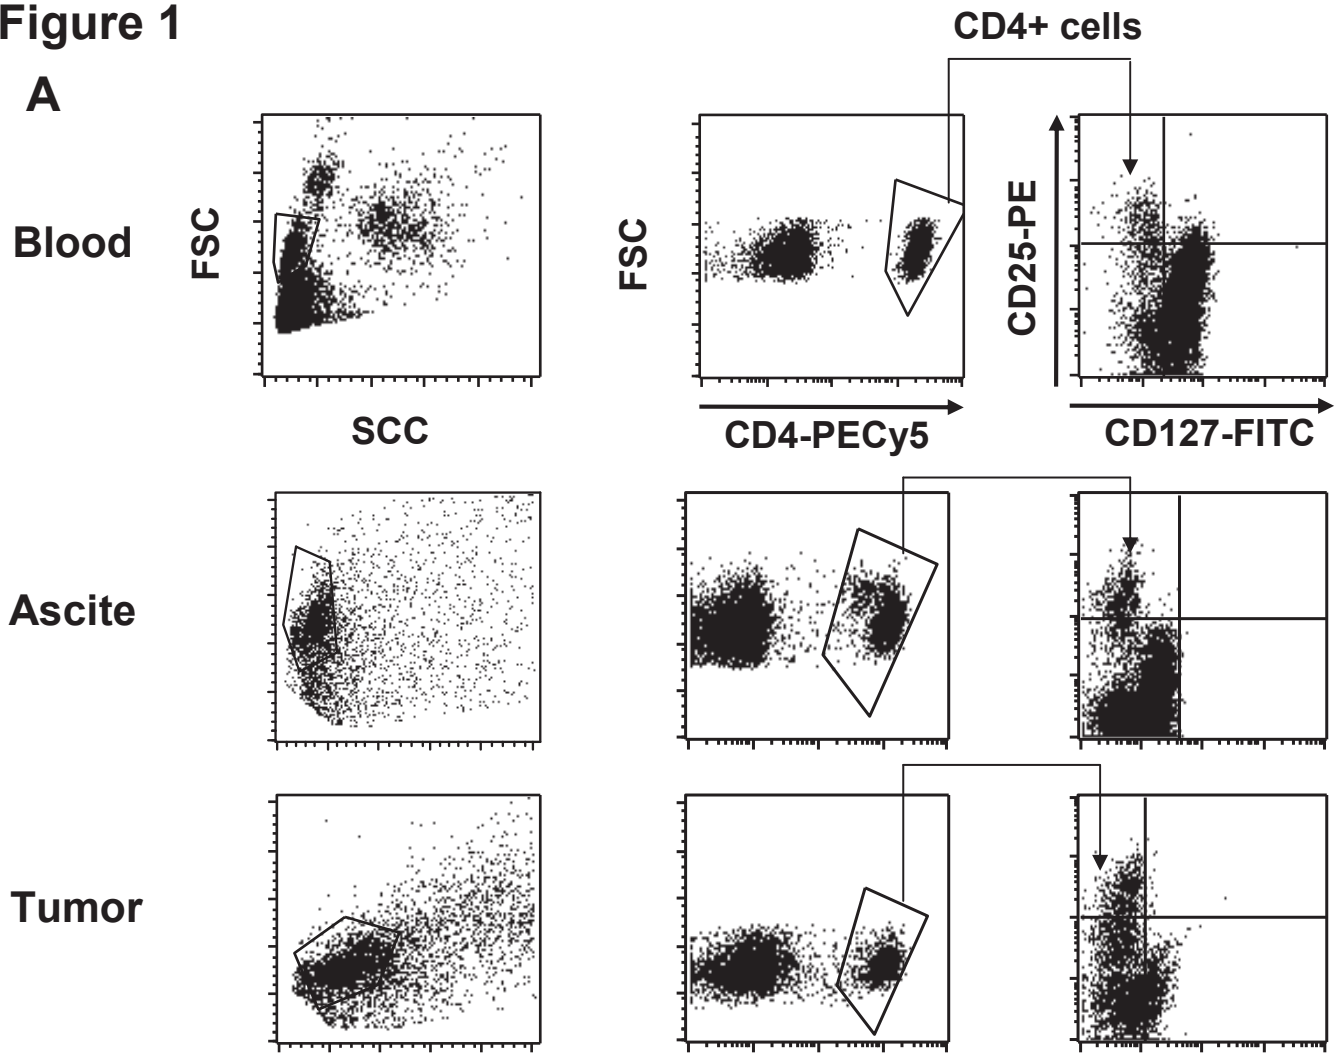 Figure 1
CD4+ cells
A
Blood
FSC
FSC
CD25-PE
SCC
CD4-PECy5
CD127-FITC
Ascite
Tumor